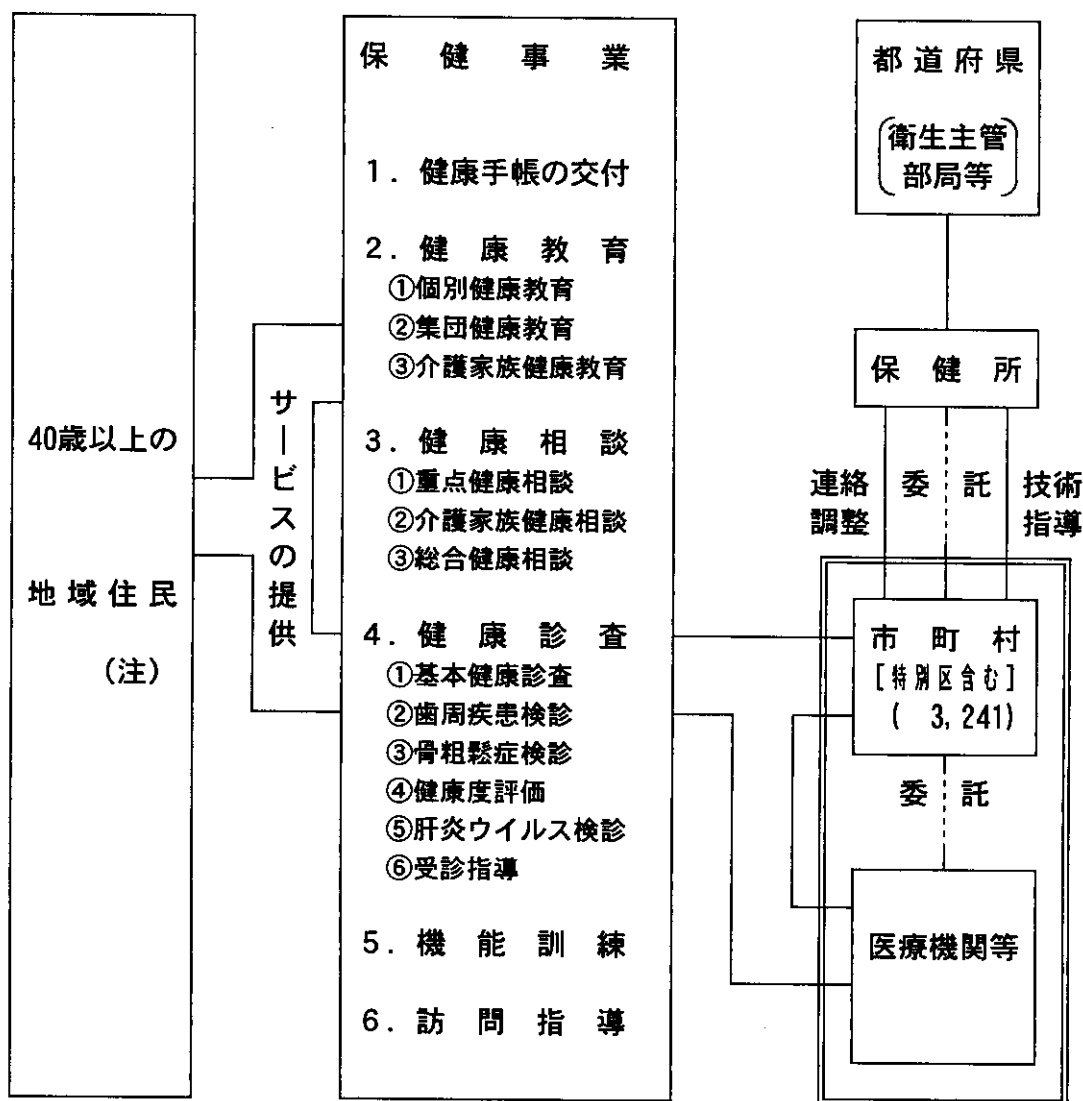 40歳以上の
地域住民
(注)
サービスの提供
保健事業
1. 健康手帳の交付
2. 健康教育
①個別健康教育
②集団健康教育
③介護家族健康教育
3. 健康相談
①重点健康相談
②介護家族健康相談
③総合健康相談
4. 健康診査
①基本健康診査
②歯周疾患検診
③骨粗鬆症検診
④健康度評価
⑤肝炎ウイルス検診
⑥受診指導
5. 機能訓練
6. 訪問指導
都道府県
衛生主管
部局等
保健所
連絡
調整
委託
技術
指導
市町村
[特別区含む]
( 3,241)
委託
医療機関等